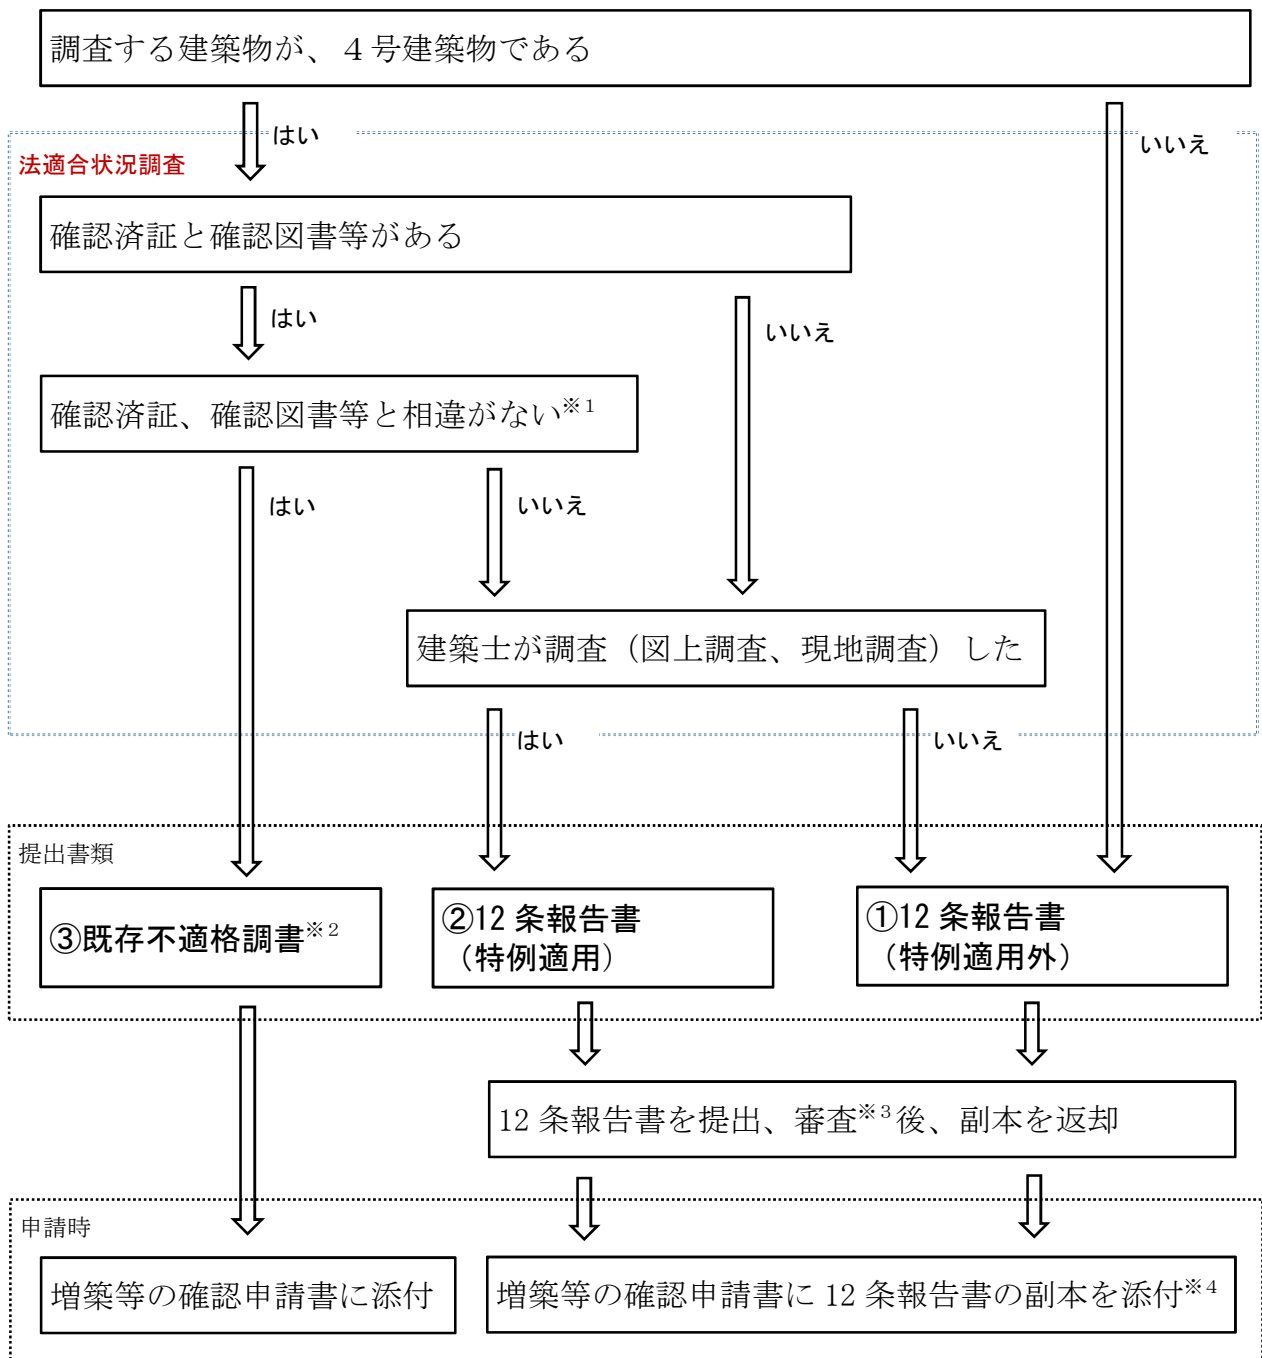 調査する建築物が、４号建築物である
はい
いいえ
法適合状況調査
確認済証と確認図書等がある
はい
いいえ
確認済証、確認図書等と相違がない※1
はい
いいえ
建築士が調査（図上調査、現地調査）した
はい
いいえ
提出書類
③既存不適格調書※2
②12 条報告書
（特例適用）
①12 条報告書
（特例適用外）
12 条報告書を提出、審査※3後、副本を返却
申請時
増築等の確認申請書に添付
増築等の確認申請書に 12 条報告書の副本を添付※4